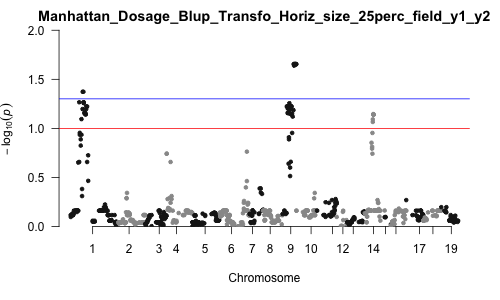 Manhattan_Dosage_Blup_Transfo_Horiz_size_25perc_field_y1_y2
2.0
1.5
1.0
0.5
0.0
− log10(p)
1 2 3 4 5 6 7 8 9 10 12 14 17 19
Chromosome